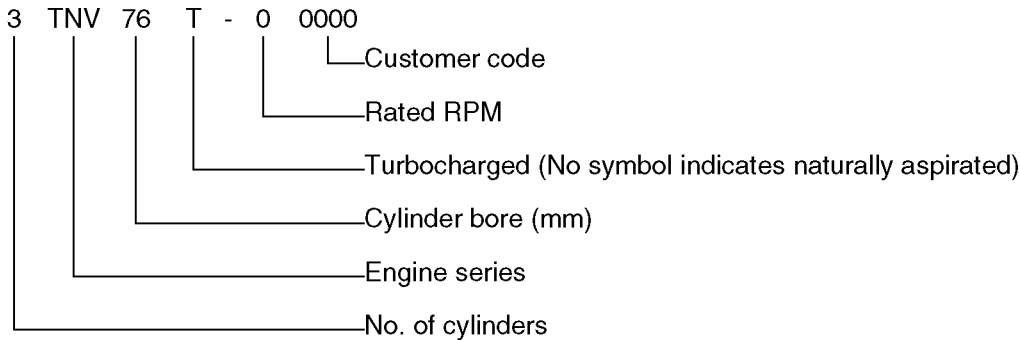 3 TNV 76 T - 0 0000
Customer code
Rated RPM
Turbocharged (No symbol indicates naturally aspirated)
Cylinder bore (mm)
Engine series
No. of cylinders